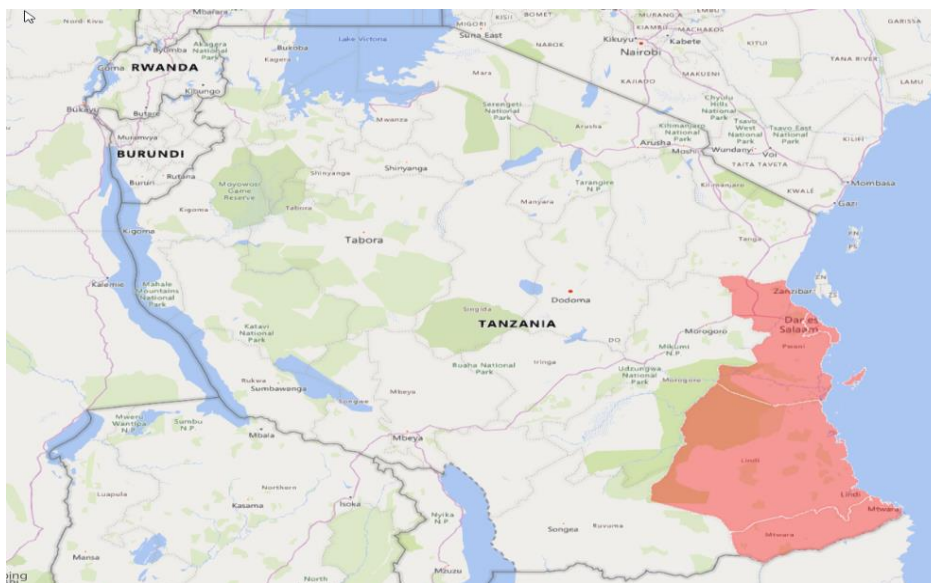 Nord-Kivu
Mbarara
Kagera
Bukoba
Lake Victoria
MIGORI
KISII
BOMET
Suna East
NAROK
Kikuyu
Nairobi
KIAMBU
MURANG'A
EMBU
MACHAKOS
Kabete
KITUI
GARISSA
TANA RIVER
LAMU
Goma
Byumba
Akagera
National
Park
RWANDA
Kibungo
Bukavu
Butare
Muramvya
BURUNDI
Bururi
Rutana
Mara
Mwanza
Serengeti
National
Park
KAJIADO
MAKUENI
Chyulu
Hills
National
Park
Kilimanjaro
National
Park
Arusha
Arusha
Moshi
Tsavo
West
National
Park
Tsavo East
National
Park
Wundanyi
Voi
TAITA TAVETA
KILIFI
KWALE
Kilimanjaro
Mombasa
Gazi
Shinyanga
Shinyanga
Moyowosi
Game
Reserve
Kigoma
Tabora
Tarangire
N.P.
Manyara
Kigoma
Tabora
Tanga
Kalemie
Mahale
Mountains
National
Park
Katavi
National
Park
Singida
TANZANIA
Dodoma
Zanzibar
Dar es
Salaam
Pwani
Morogoro
Mikumi
N.P.
Iringa
Ruaha National
Park
Udzungwa
National
Park
Morogoro
Rukwa
Sumbawanga
Songwe
Mbeya
Mbeya
Mweru
Wantipa
N.P.
Sumbu
N.P.
Mbala
Luapula
Northern
Kasama
Isoka
Nyika
N.P.
Mzuzu
Mansa
North
Songea
Ruvuma
Lindi
Lindi
Mtwara
Mtwara
ping